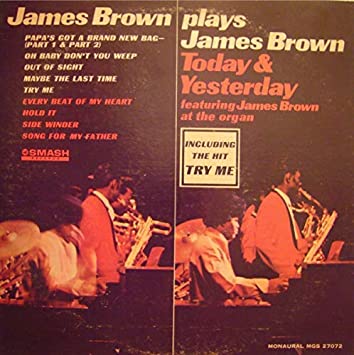 James Brown
PAPA'S GOT A BRAND NEW BAG—
(PART 1 & PART 2)
OH BABY DON'T YOU WEEP
OUT OF SIGHT
MAYBE THE LAST TIME
TRY ME
EVERY BEAT OF MY HEART
HOLD IT
SIDE WINDER
SONG FOR MY FATHER
SMASH
RECORDS
plays
James Brown
Today &
Yesterday
featuring James Brown
at the organ
INCLUDING
THE HIT
TRY ME
MONAURAL MGS 27072